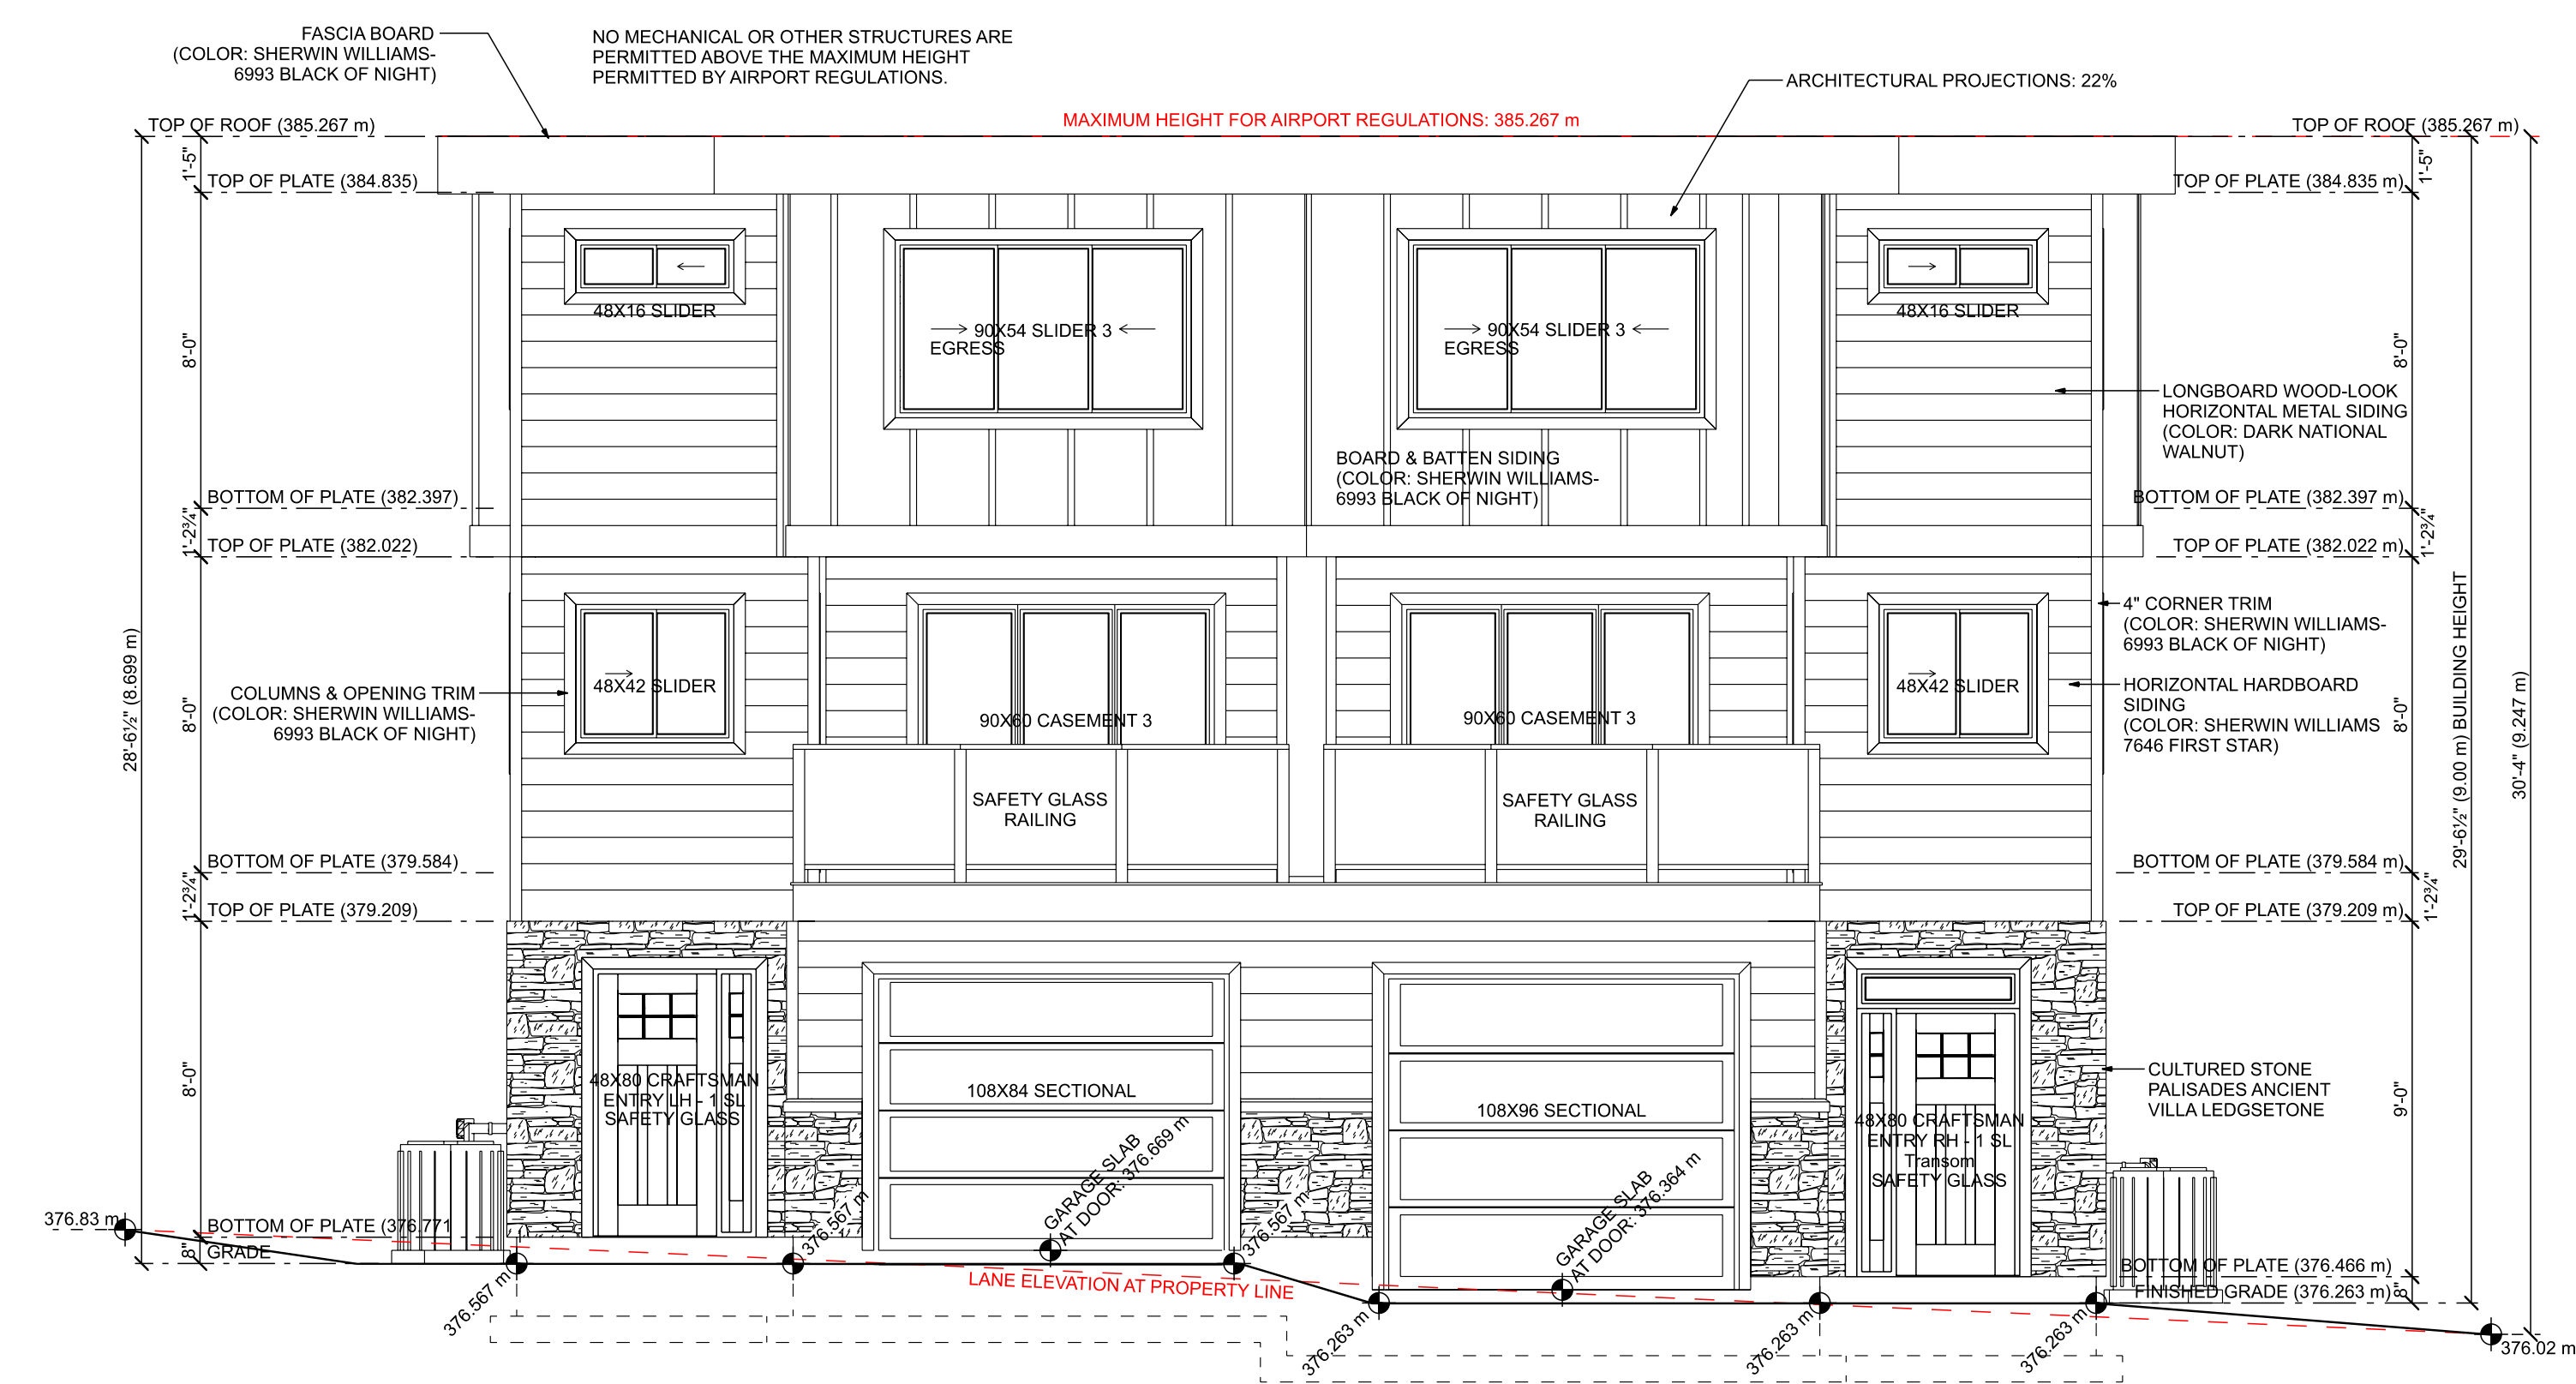 FASCIA BOARD
(COLOR: SHERWIN WILLIAMS-
6993 BLACK OF NIGHT)
NO MECHANICAL OR OTHER STRUCTURES ARE
PERMITTED ABOVE THE MAXIMUM HEIGHT
PERMITTED BY AIRPORT REGULATIONS.
ARCHITECTURAL PROJECTIONS: 22%
MAXIMUM HEIGHT FOR AIRPORT REGULATIONS: 385.267 m
TOP OF ROOF (385.267 m)
TOP OF ROOF (385.267 m)
1'-5"
1'-5"
TOP OF PLATE (384.835)
TOP OF PLATE (384.835 m)
48X16 SLIDER
48X16 SLIDER
90X54 SLIDER 3
EGRESS
90X54 SLIDER 3
EGRESS
8'-0"
8'-0"
LONGBOARD WOOD-LOOK
HORIZONTAL METAL SIDING
(COLOR: DARK NATIONAL
WALNUT)
BOARD & BATTEN SIDING
(COLOR: SHERWIN WILLIAMS-
6993 BLACK OF NIGHT)
BOTTOM OF PLATE (382.397)
BOTTOM OF PLATE (382.397 m)
1'-2¾"
1'-2¾"
TOP OF PLATE (382.022)
TOP OF PLATE (382.022 m)
4" CORNER TRIM
(COLOR: SHERWIN WILLIAMS-
6993 BLACK OF NIGHT)
28'-6½" (8.699 m)
29'-6½" (9.00 m) BUILDING HEIGHT
30'-4" (9.247 m)
COLUMNS & OPENING TRIM
(COLOR: SHERWIN WILLIAMS-
6993 BLACK OF NIGHT)
48X42 SLIDER
48X42 SLIDER
HORIZONTAL HARDBOARD
SIDING
(COLOR: SHERWIN WILLIAMS
7646 FIRST STAR)
8'-0"
8'-0"
90X60 CASEMENT 3
90X60 CASEMENT 3
SAFETY GLASS
RAILING
SAFETY GLASS
RAILING
BOTTOM OF PLATE (379.584)
BOTTOM OF PLATE (379.584 m)
1'-2¾"
1'-2¾"
TOP OF PLATE (379.209)
TOP OF PLATE (379.209 m)
8'-0"
9'-0"
48X80 CRAFTSMAN
ENTRY LH - 1 SL
SAFETY GLASS
108X84 SECTIONAL
108X96 SECTIONAL
48X80 CRAFTSMAN
ENTRY RH - 1 SL
Transom
SAFETY GLASS
CULTURED STONE
PALISADES ANCIENT
VILLA LEDGSETONE
GARAGE SLAB
AT DOOR: 376.669 m
GARAGE SLAB
AT DOOR: 376.364 m
376.83 m
BOTTOM OF PLATE (376.771
8"
GRADE
376.567 m
376.567 m
376.567 m
LANE ELEVATION AT PROPERTY LINE
BOTTOM OF PLATE (376.466 m)
FINISHED GRADE (376.263 m)
8"
376.263 m
376.263 m
376.263 m
376.02 m